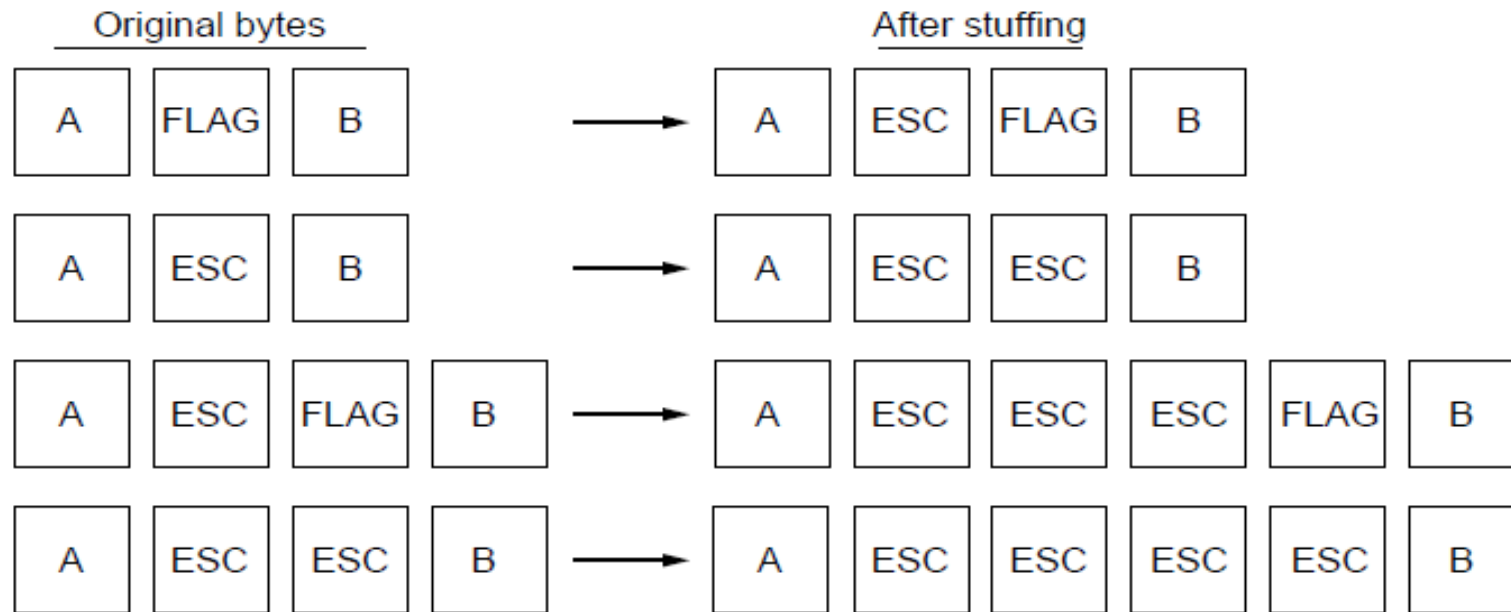 Original bytes After stuffing
A FLAG B A ESC FLAG B
A ESC B A ESC ESC B
A ESC FLAG B A ESC ESC ESC FLAG B
A ESC ESC B A ESC ESC ESC ESC B